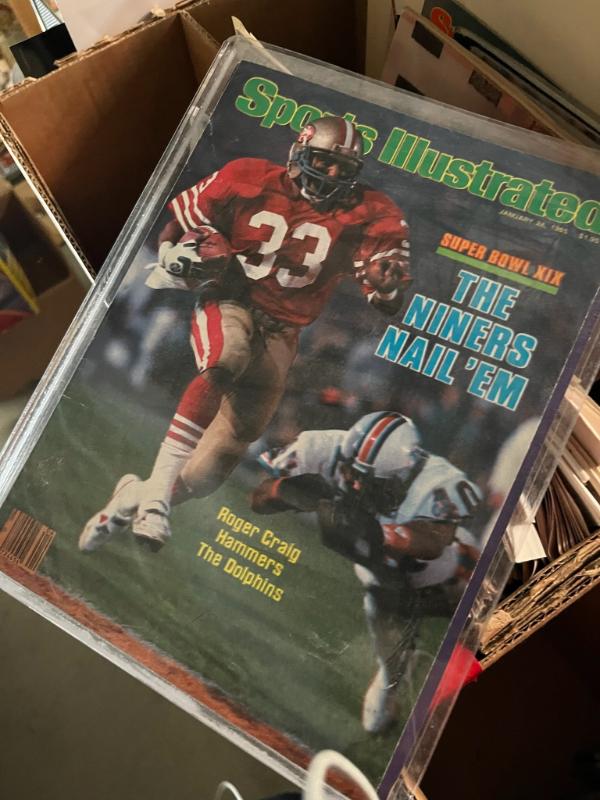 Sports Illustrated
JANUARY 28, 1985 $1.95
SUPER BOWL XIX
THE
NINERS
NAIL 'EM
33
Roger Craig
Hammers
The Dolphins